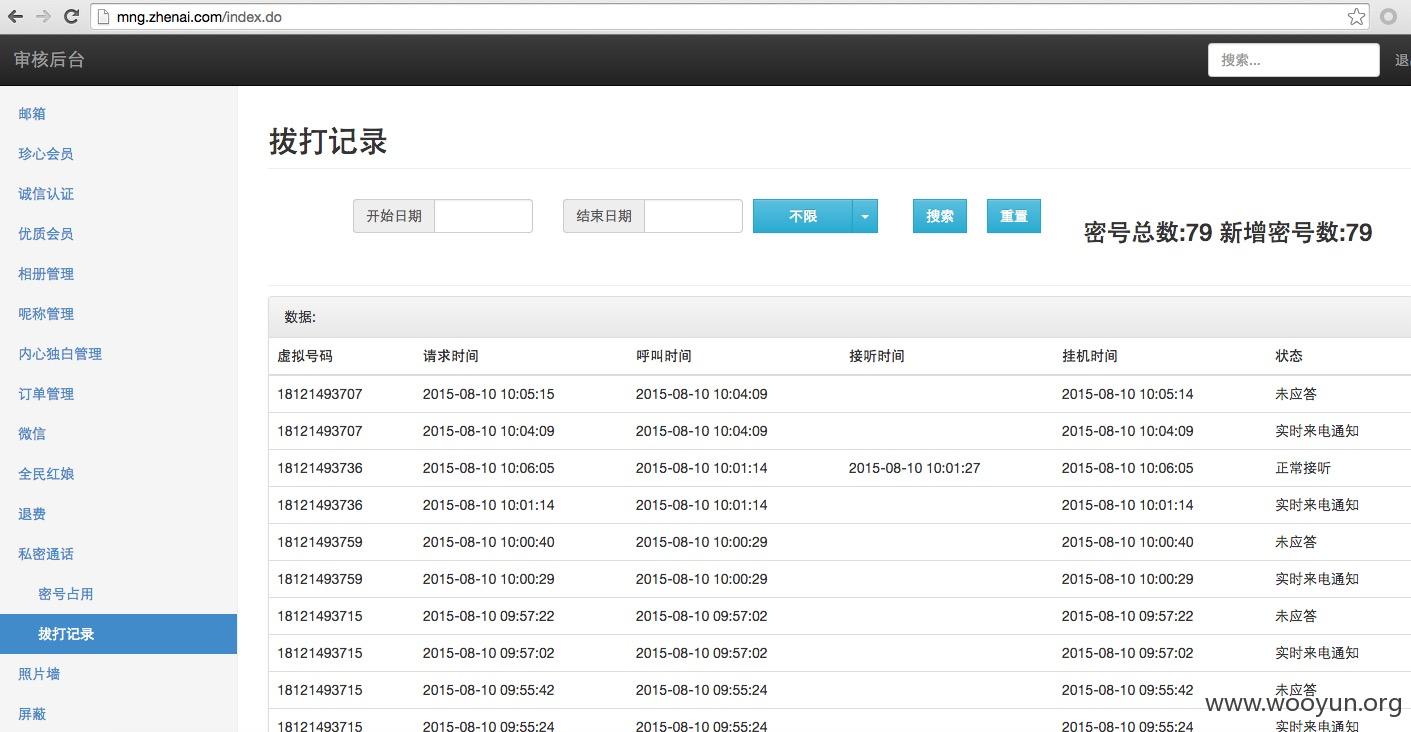 mng.zhenai.com/index.do
审核后台
搜索...
邮箱
珍心会员
诚信认证
优质会员
相册管理
昵称管理
内心独白管理
订单管理
微信
全民红娘
退费
私密通话
密号占用
拨打记录
照片墙
屏蔽
拨打记录
开始日期 结束日期 不限 搜索 重置 密号总数:79 新增密号数:79
数据:
虚拟号码 请求时间 呼叫时间 接听时间 挂机时间 状态
18121493707 2015-08-10 10:05:15 2015-08-10 10:04:09 2015-08-10 10:05:14 未应答
18121493707 2015-08-10 10:04:09 2015-08-10 10:04:09 2015-08-10 10:04:09 实时来电通知
18121493736 2015-08-10 10:06:05 2015-08-10 10:01:14 2015-08-10 10:01:27 2015-08-10 10:06:05 正常接听
18121493736 2015-08-10 10:01:14 2015-08-10 10:01:14 2015-08-10 10:01:14 实时来电通知
18121493759 2015-08-10 10:00:40 2015-08-10 10:00:29 2015-08-10 10:00:40 未应答
18121493759 2015-08-10 10:00:29 2015-08-10 10:00:29 2015-08-10 10:00:29 实时来电通知
18121493715 2015-08-10 09:57:22 2015-08-10 09:57:02 2015-08-10 09:57:22 未应答
18121493715 2015-08-10 09:57:02 2015-08-10 09:57:02 2015-08-10 09:57:02 实时来电通知
18121493715 2015-08-10 09:55:42 2015-08-10 09:55:24 2015-08-10 09:55:42 未应答
18121493715 2015-08-10 09:55:24 2015-08-10 09:55:24 2015-08-10 09:55:24 实时来电通知
www.wooyun.org